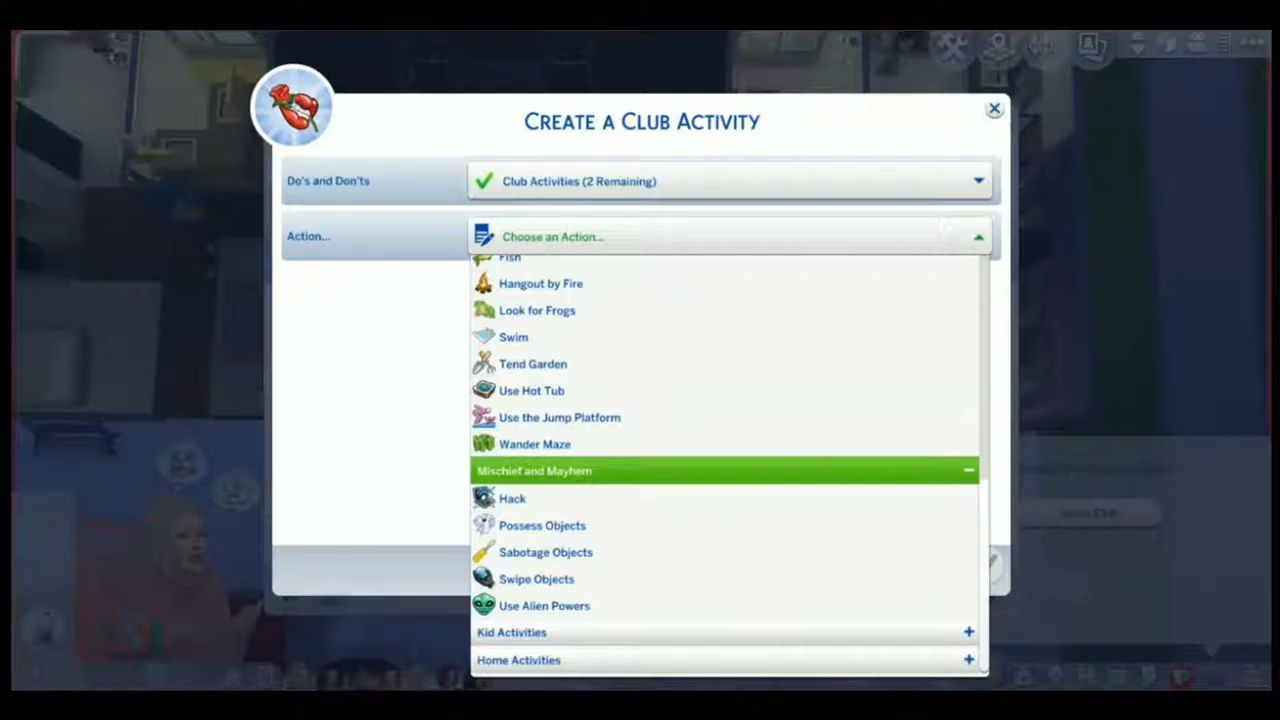 CREATE A CLUB ACTIVITY
Do's and Don'ts
Club Activities (2 Remaining)
Action...
Choose an Action...
Fish
Hangout by Fire
Look for Frogs
Swim
Tend Garden
Use Hot Tub
Use the Jump Platform
Wander Maze
Mischief and Mayhem
Hack
Possess Objects
Sabotage Objects
Swipe Objects
Use Alien Powers
Kid Activities
Home Activities